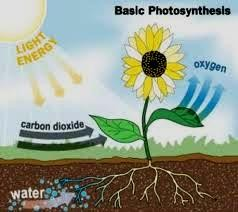 Basic Photosynthesis
LIGHT
ENERGY
oxygen
carbon dioxide
water